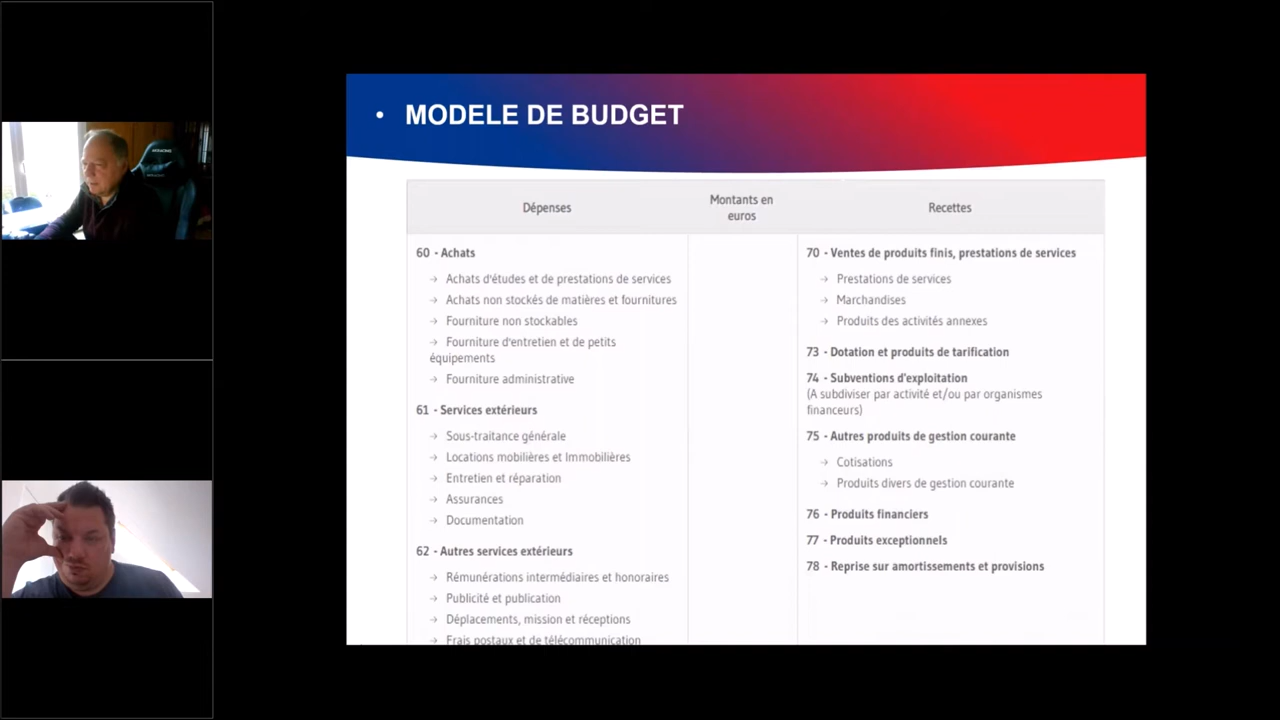 • MODELE DE BUDGET
Dépenses
Montants en
euros
Recettes
60 - Achats
→ Achats d'études et de prestations de services
→ Achats non stockés de matières et fournitures
→ Fourniture non stockables
→ Fourniture d'entretien et de petits
équipements
→ Fourniture administrative
61 - Services extérieurs
→ Sous-traitance générale
→ Locations mobilières et Immobilières
→ Entretien et réparation
→ Assurances
→ Documentation
62 - Autres services extérieurs
→ Rémunérations intermédiaires et honoraires
→ Publicité et publication
→ Déplacements, mission et réceptions
→ Frais postaux et de télécommunication
70 - Ventes de produits finis, prestations de services
→ Prestations de services
→ Marchandises
→ Produits des activités annexes
73 - Dotation et produits de tarification
74 - Subventions d'exploitation
(A subdiviser par activité et/ou par organismes
financeurs)
75 - Autres produits de gestion courante
→ Cotisations
→ Produits divers de gestion courante
76 - Produits financiers
77 - Produits exceptionnels
78 - Reprise sur amortissements et provisions